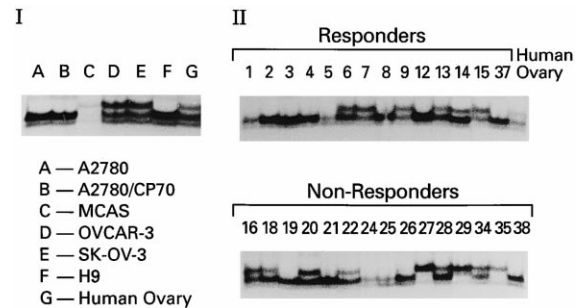 I
A B C D E F G
A — A2780
B — A2780/CP70
C — MCAS
D — OVCAR-3
E — SK-OV-3
F — H9
G — Human Ovary
II
Responders
Human
1 2 3 4 5 6 7 8 9 12 13 14 15 37 Ovary
Non-Responders
16 18 19 20 21 22 24 25 26 27 28 29 34 35 38